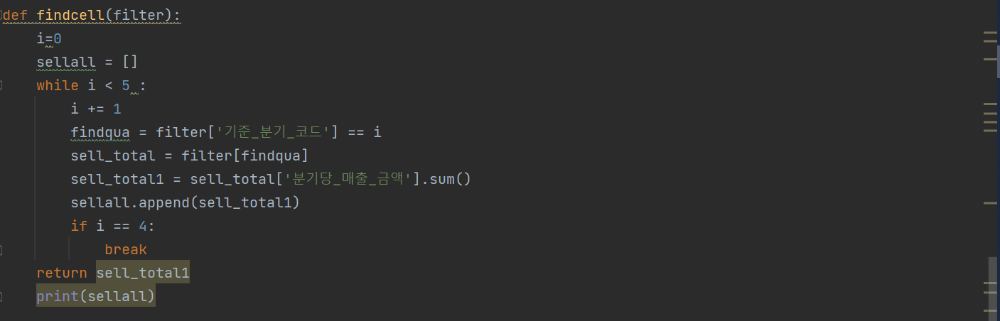 def findcell(filter):
    i=0
    sellall = []
    while i < 5 :
        i += 1
        findqua = filter['기준_분기_코드'] == i
        sell_total = filter[findqua]
        sell_total1 = sell_total['분기당_매출_금액'].sum()
        sellall.append(sell_total1)
        if i == 4:
            break
    return sell_total1
    print(sellall)